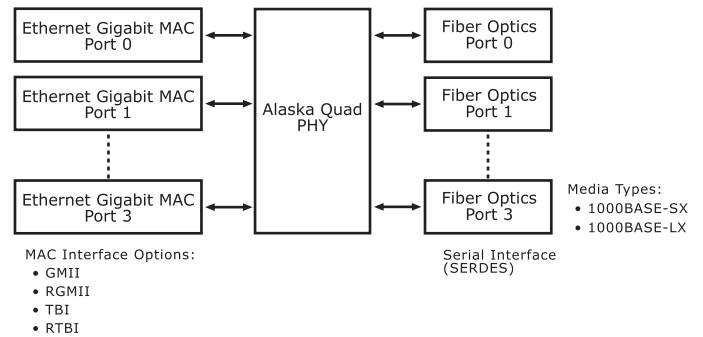 Ethernet Gigabit MAC
Port 0
Fiber Optics
Port 0
Ethernet Gigabit MAC
Port 1
Alaska Quad
PHY
Fiber Optics
Port 1
Ethernet Gigabit MAC
Port 3
Fiber Optics
Port 3
Media Types:
• 1000BASE-SX
• 1000BASE-LX
MAC Interface Options:
• GMII
• RGMII
• TBI
• RTBI
Serial Interface
(SERDES)